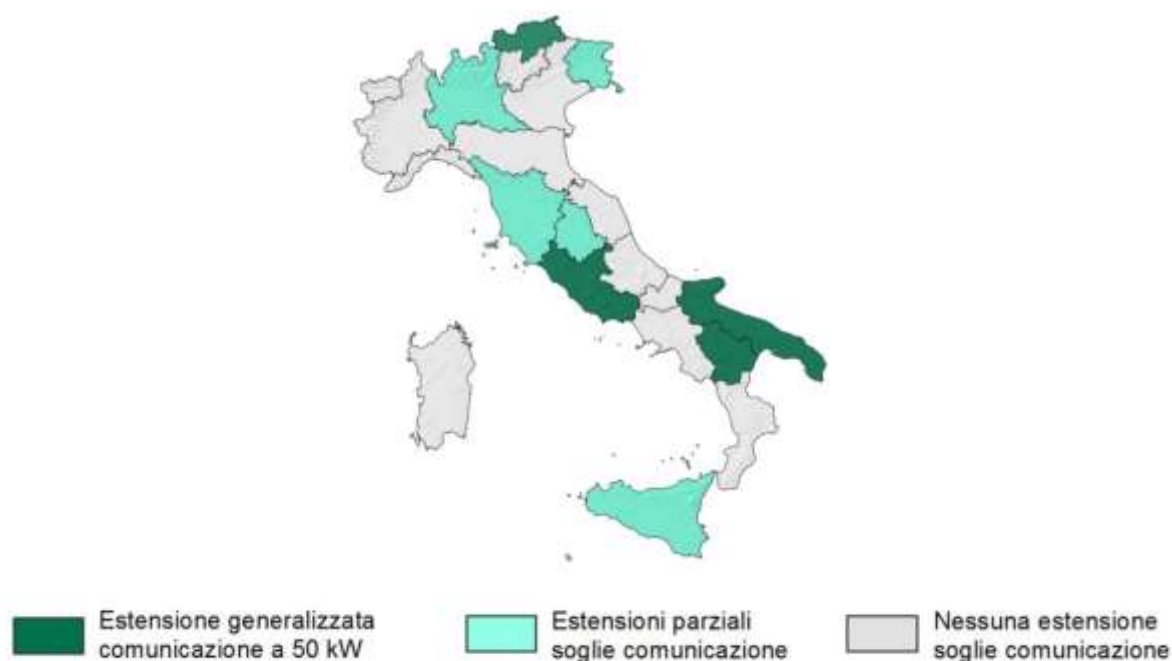 Estensione generalizzata
comunicazione a 50 kW
Estensioni parziali
soglie comunicazione
Nessuna estensione
soglie comunicazione